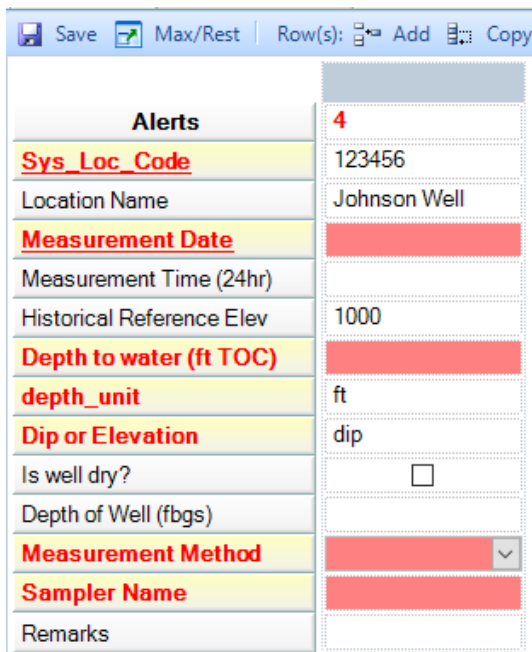 Save Max/Rest Row(s): Add Copy
Alerts 4
Sys_Loc_Code 123456
Location Name Johnson Well
Measurement Date
Measurement Time (24hr)
Historical Reference Elev 1000
Depth to water (ft TOC)
depth_unit ft
Dip or Elevation dip
Is well dry?
Depth of Well (fbgs)
Measurement Method
Sampler Name
Remarks